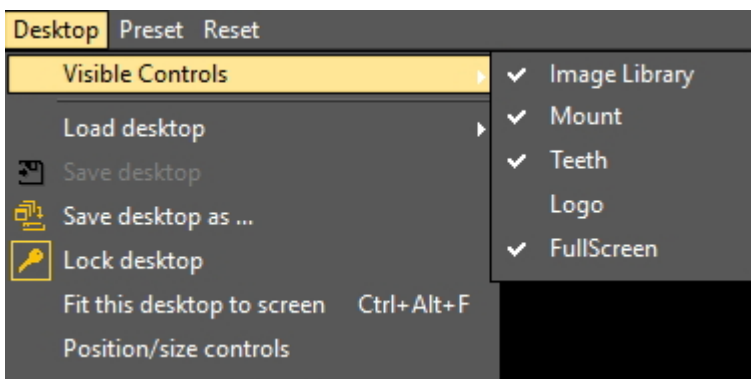 Desktop Preset Reset
Visible Controls
Load desktop
Save desktop
Save desktop as ...
Lock desktop
Fit this desktop to screen Ctrl+Alt+F
Position/size controls
Image Library
Mount
Teeth
Logo
FullScreen